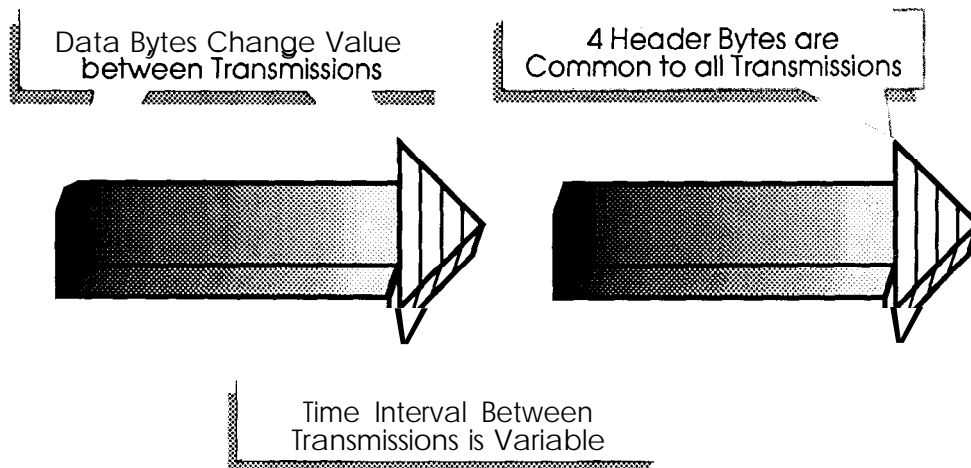 Data Bytes Change Value
between Transmissions
4 Header Bytes are
Common to all Transmissions
Time Interval Between
Transmissions is Variable